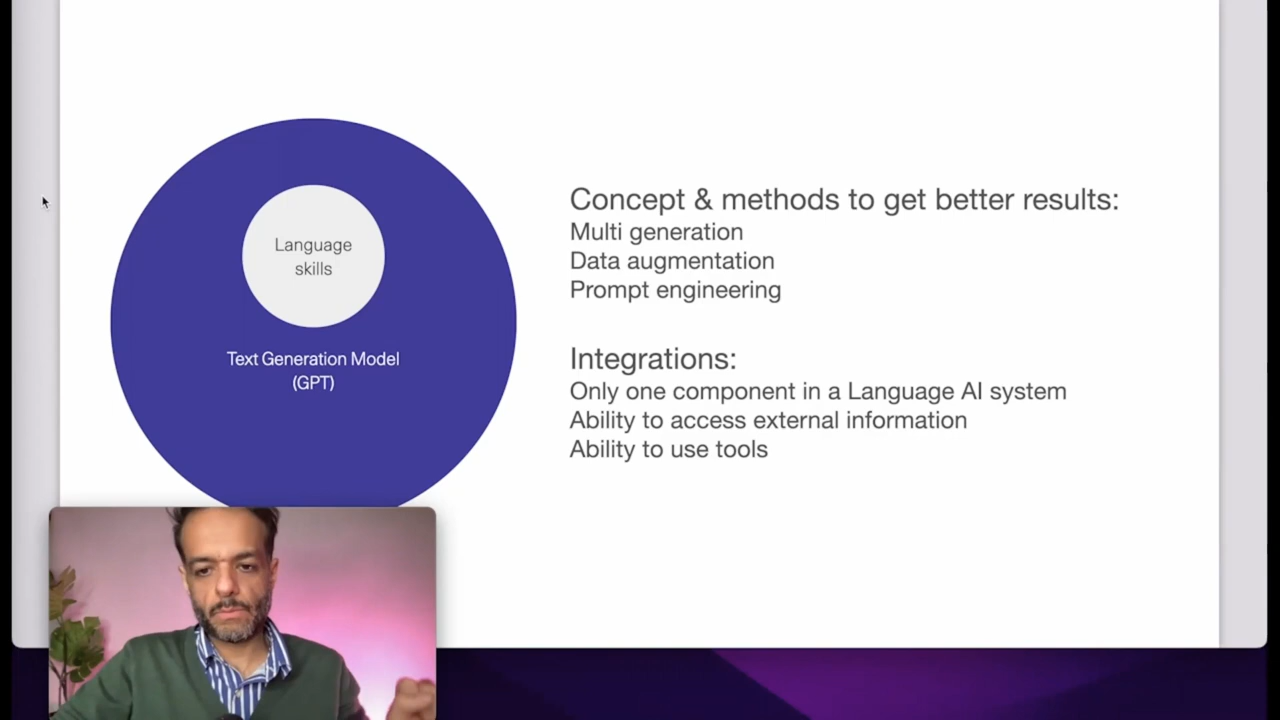 Language
skills
Text Generation Model
(GPT)
Concept & methods to get better results:
Multi generation
Data augmentation
Prompt engineering
Integrations:
Only one component in a Language AI system
Ability to access external information
Ability to use tools